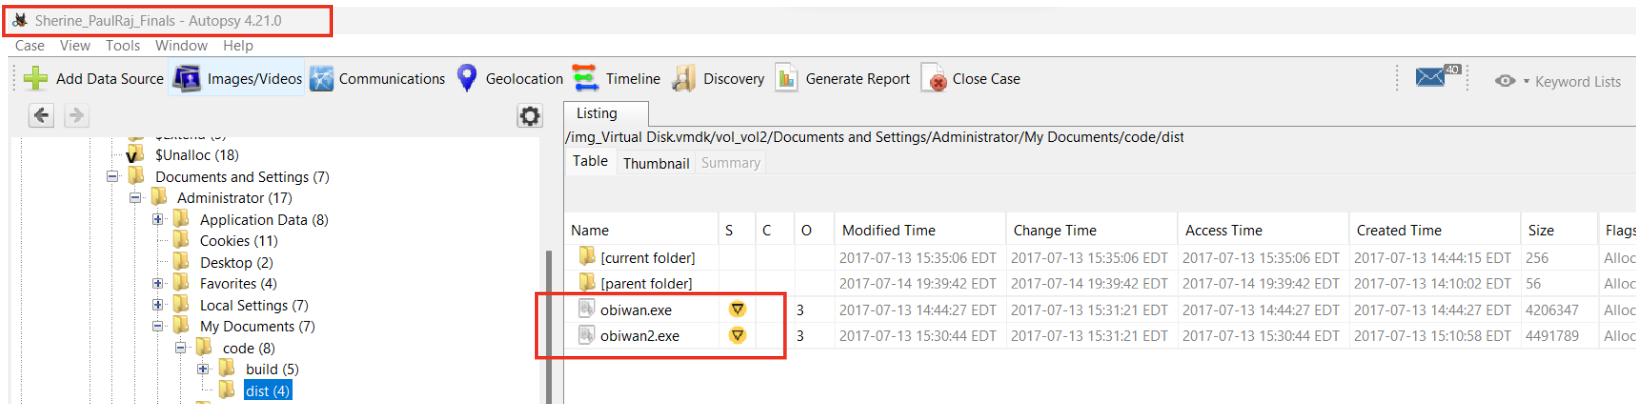 Sherine_PaulRaj_Finals - Autopsy 4.21.0
Case View Tools Window Help
Add Data Source Images/Videos Communications Geolocation Timeline Discovery Generate Report Close Case 40 Keyword Lists
Listing
/img_Virtual Disk.vmdk/vol_vol2/Documents and Settings/Administrator/My Documents/code/dist
Table Thumbnail Summary
$Unalloc (18)
Documents and Settings (7)
Administrator (17)
Application Data (8)
Cookies (11)
Desktop (2)
Favorites (4)
Local Settings (7)
My Documents (7)
code (8)
build (5)
dist (4)
Name S C O Modified Time Change Time Access Time Created Time Size Flags
[current folder] 2017-07-13 15:35:06 EDT 2017-07-13 15:35:06 EDT 2017-07-13 15:35:06 EDT 2017-07-13 14:44:15 EDT 256 Alloc
[parent folder] 2017-07-14 19:39:42 EDT 2017-07-14 19:39:42 EDT 2017-07-14 19:39:42 EDT 2017-07-13 14:10:02 EDT 56 Alloc
obiwan.exe 3 2017-07-13 14:44:27 EDT 2017-07-13 15:31:21 EDT 2017-07-13 14:44:27 EDT 2017-07-13 14:44:27 EDT 4206347 Alloc
obiwan2.exe 3 2017-07-13 15:30:44 EDT 2017-07-13 15:31:21 EDT 2017-07-13 15:30:44 EDT 2017-07-13 15:10:58 EDT 4491789 Alloc